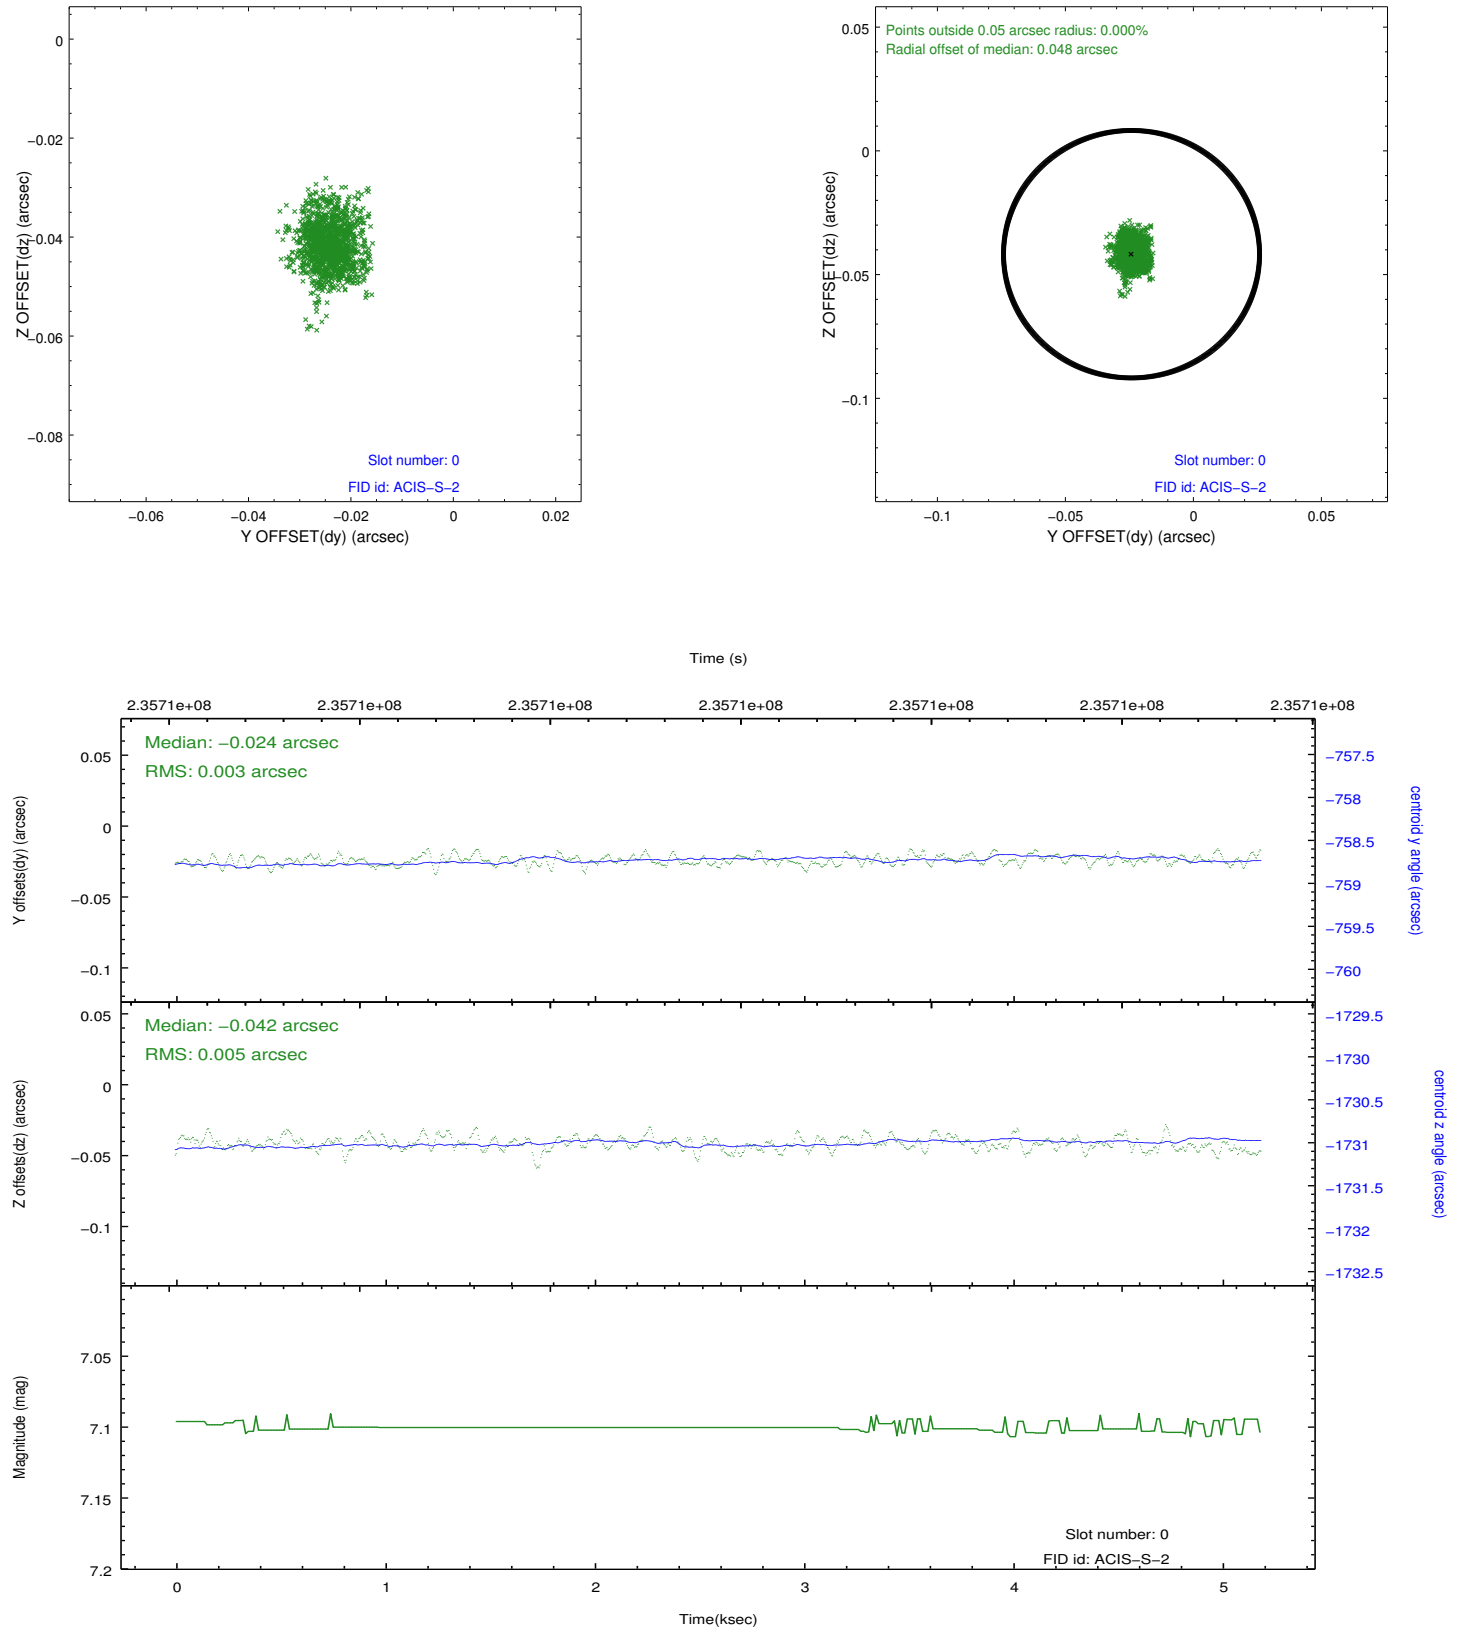 0
−0.02
−0.04
−0.06
−0.08
Z OFFSET(dz) (arcsec)
Slot number: 0
FID id: ACIS−S−2
−0.06
−0.04
−0.02
0
0.02
Y OFFSET(dy) (arcsec)
Points outside 0.05 arcsec radius: 0.000%
Radial offset of median: 0.048 arcsec
0.05
0
−0.05
−0.1
Z OFFSET(dz) (arcsec)
Slot number: 0
FID id: ACIS−S−2
−0.1
−0.05
0
0.05
Y OFFSET(dy) (arcsec)
Time (s)
2.3571e+08
2.3571e+08
2.3571e+08
2.3571e+08
2.3571e+08
2.3571e+08
2.3571e+08
Median: −0.024 arcsec
RMS: 0.003 arcsec
0.05
0
−0.05
−0.1
Y offsets(dy) (arcsec)
−757.5
−758
−758.5
−759
−759.5
−760
centroid y angle (arcsec)
Median: −0.042 arcsec
RMS: 0.005 arcsec
0.05
0
−0.05
−0.1
Z offsets(dz) (arcsec)
−1729.5
−1730
−1730.5
−1731
−1731.5
−1732
−1732.5
centroid z angle (arcsec)
7.05
7.1
7.15
7.2
Magnitude (mag)
Slot number: 0
FID id: ACIS−S−2
0
1
2
3
4
5
Time(ksec)